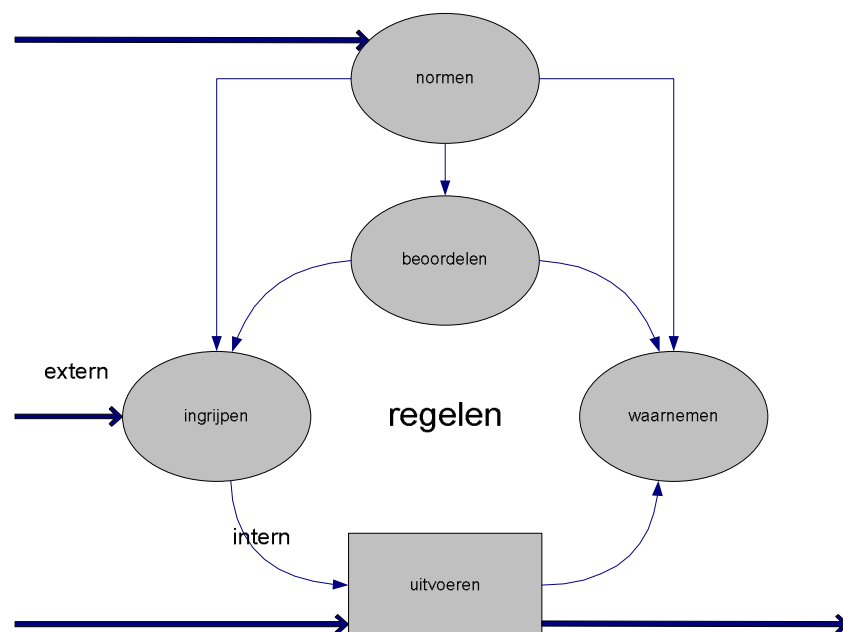 normen
beoordelen
extern
ingrijpen
regelen
waarnemen
intern
uitvoeren